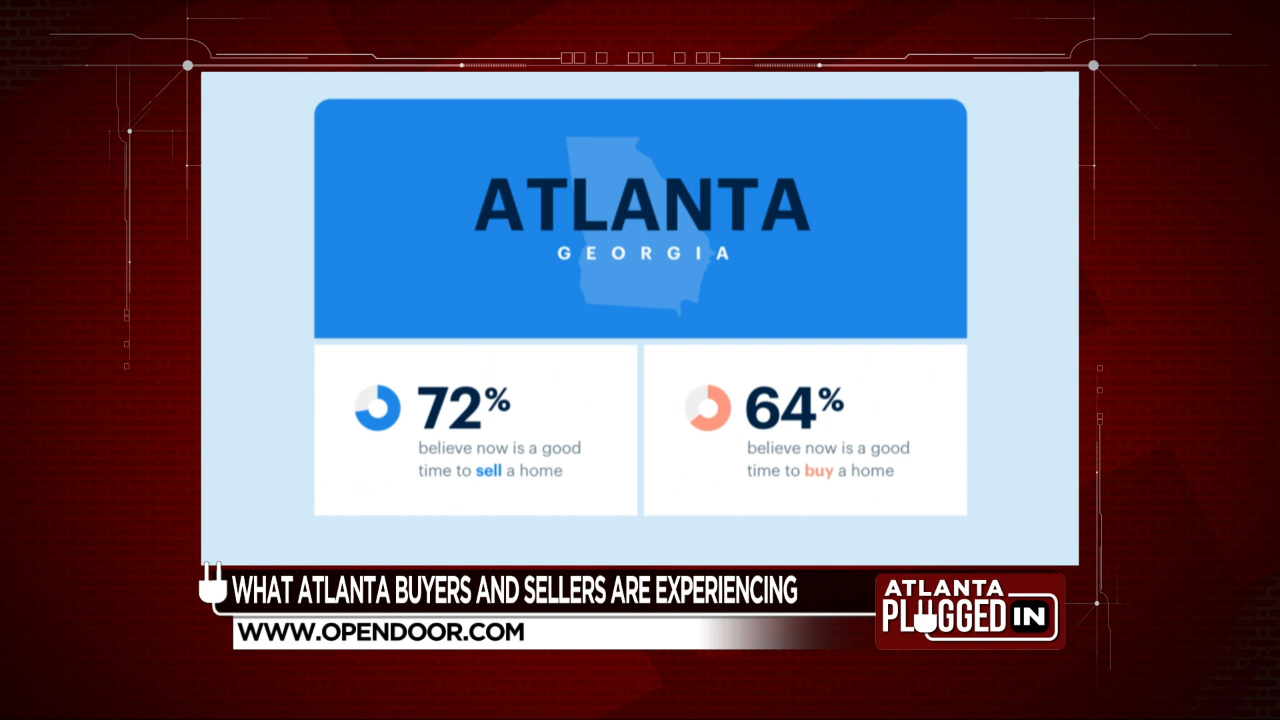 ATLANTA
GEORGIA
72%
believe now is a good
time to sell a home
64%
believe now is a good
time to buy a home
WHAT ATLANTA BUYERS AND SELLERS ARE EXPERIENCING
WWW.OPENDOOR.COM
ATLANTA
PLUGGED IN